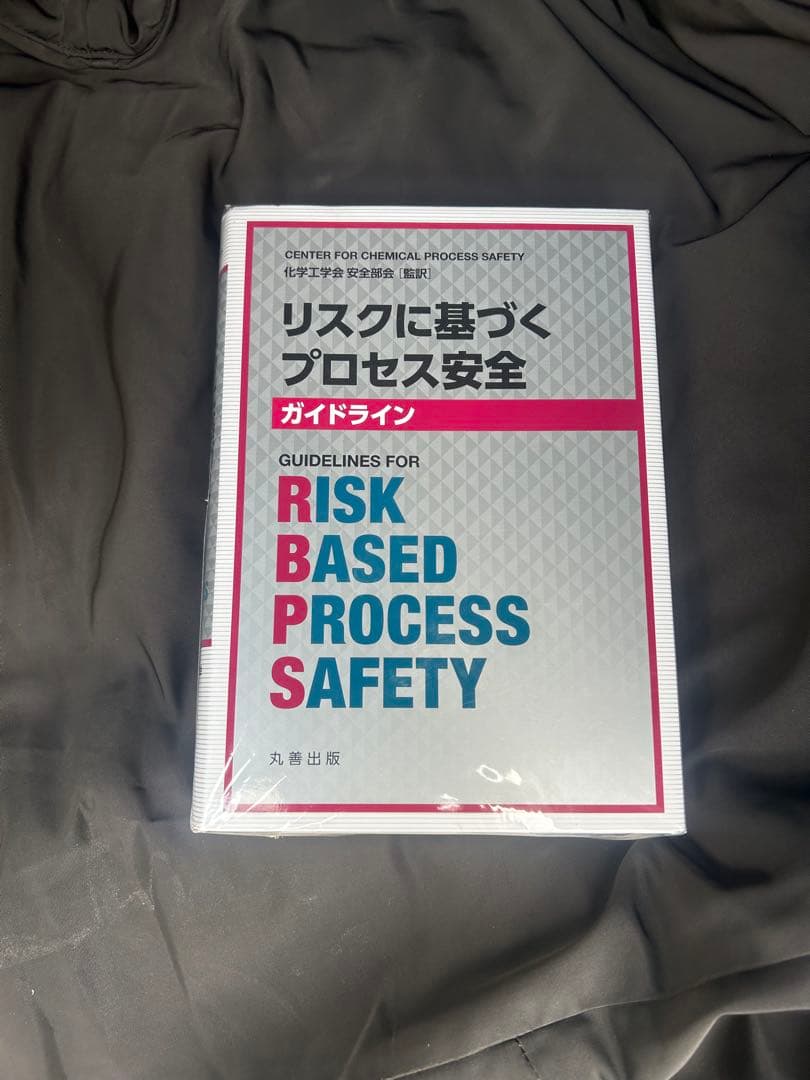 CENTER FOR CHEMICAL PROCESS SAFETY
化学工学会 安全部会 [監訳]
リスクに基づく
プロセス安全
ガイドライン
GUIDELINES FOR
RISK
BASED
PROCESS
SAFETY
丸善出版